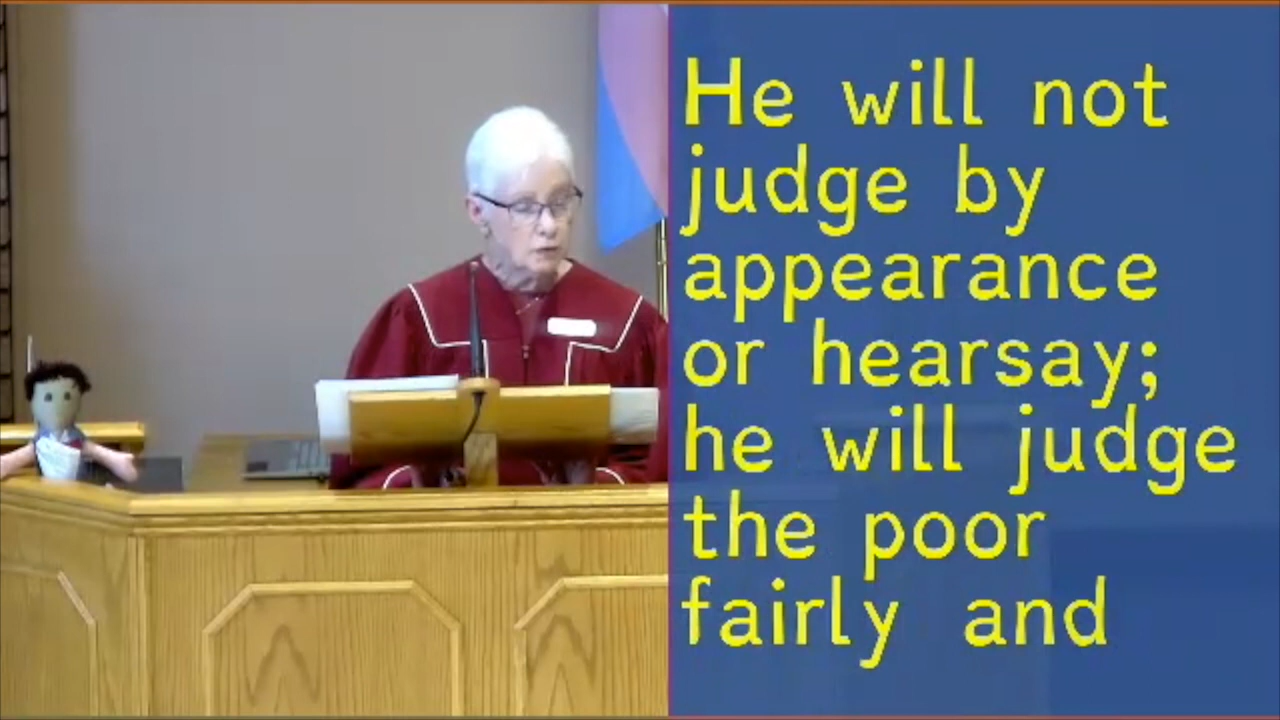 He will not
judge by
appearance
or hearsay;
he will judge
the poor
fairly and